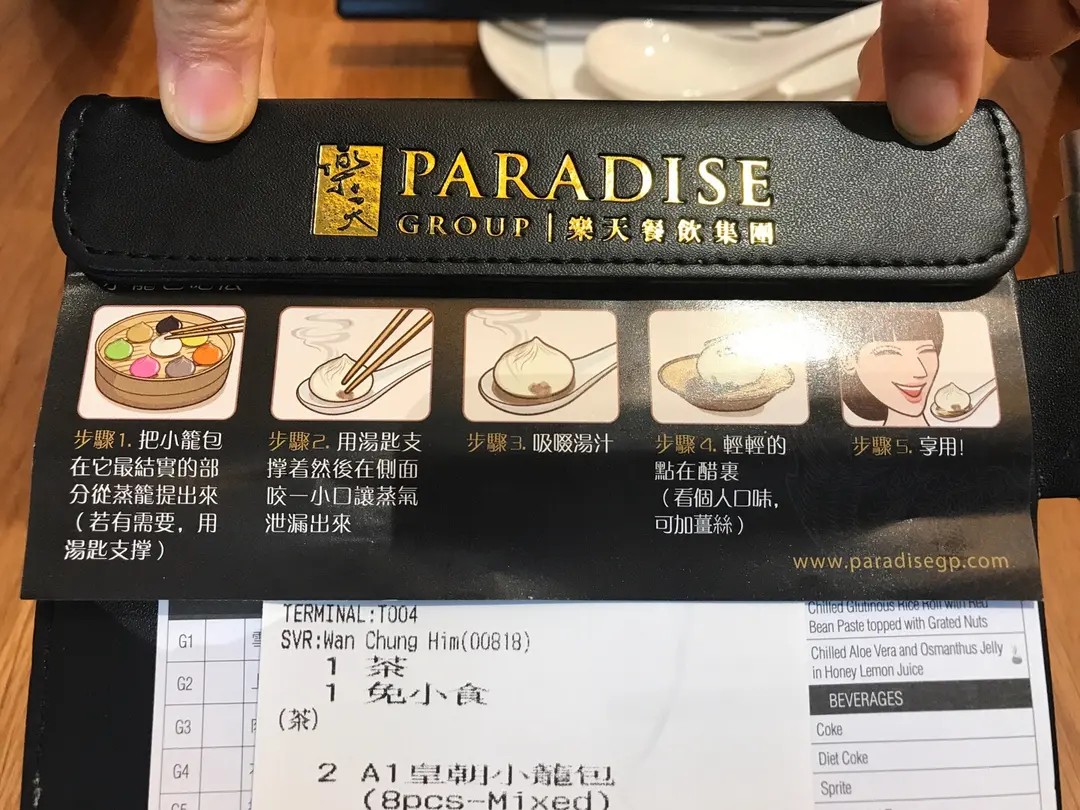 樂天
PARADISE
GROUP | 樂天餐飲集團
步驟1. 把小籠包
在它最結實的部
分從蒸籠提出來
（若有需要，用
湯匙支撐）
步驟2. 用湯匙支
撐着然後在側面
咬一小口讓蒸氣
泄漏出來
步驟3. 吸啜湯汁
步驟4. 輕輕的
點在醋裏
（看個人口味，
可加薑絲）
步驟5. 享用!
www.paradisegp.com
TERMINAL:T004
SVR:Wan Chung Him(00818)
1 茶
1 免小食
(茶)
2 A1皇朝小龍包
(8pcs-Mixed)
G1
G2
G3
G4
Chilled Glutinous Rice Roll with Red
Bean Paste topped with Grated Nuts
Chilled Aloe Vera and Osmanthus Jelly
in Honey Lemon Juice
BEVERAGES
Coke
Diet Coke
Sprite